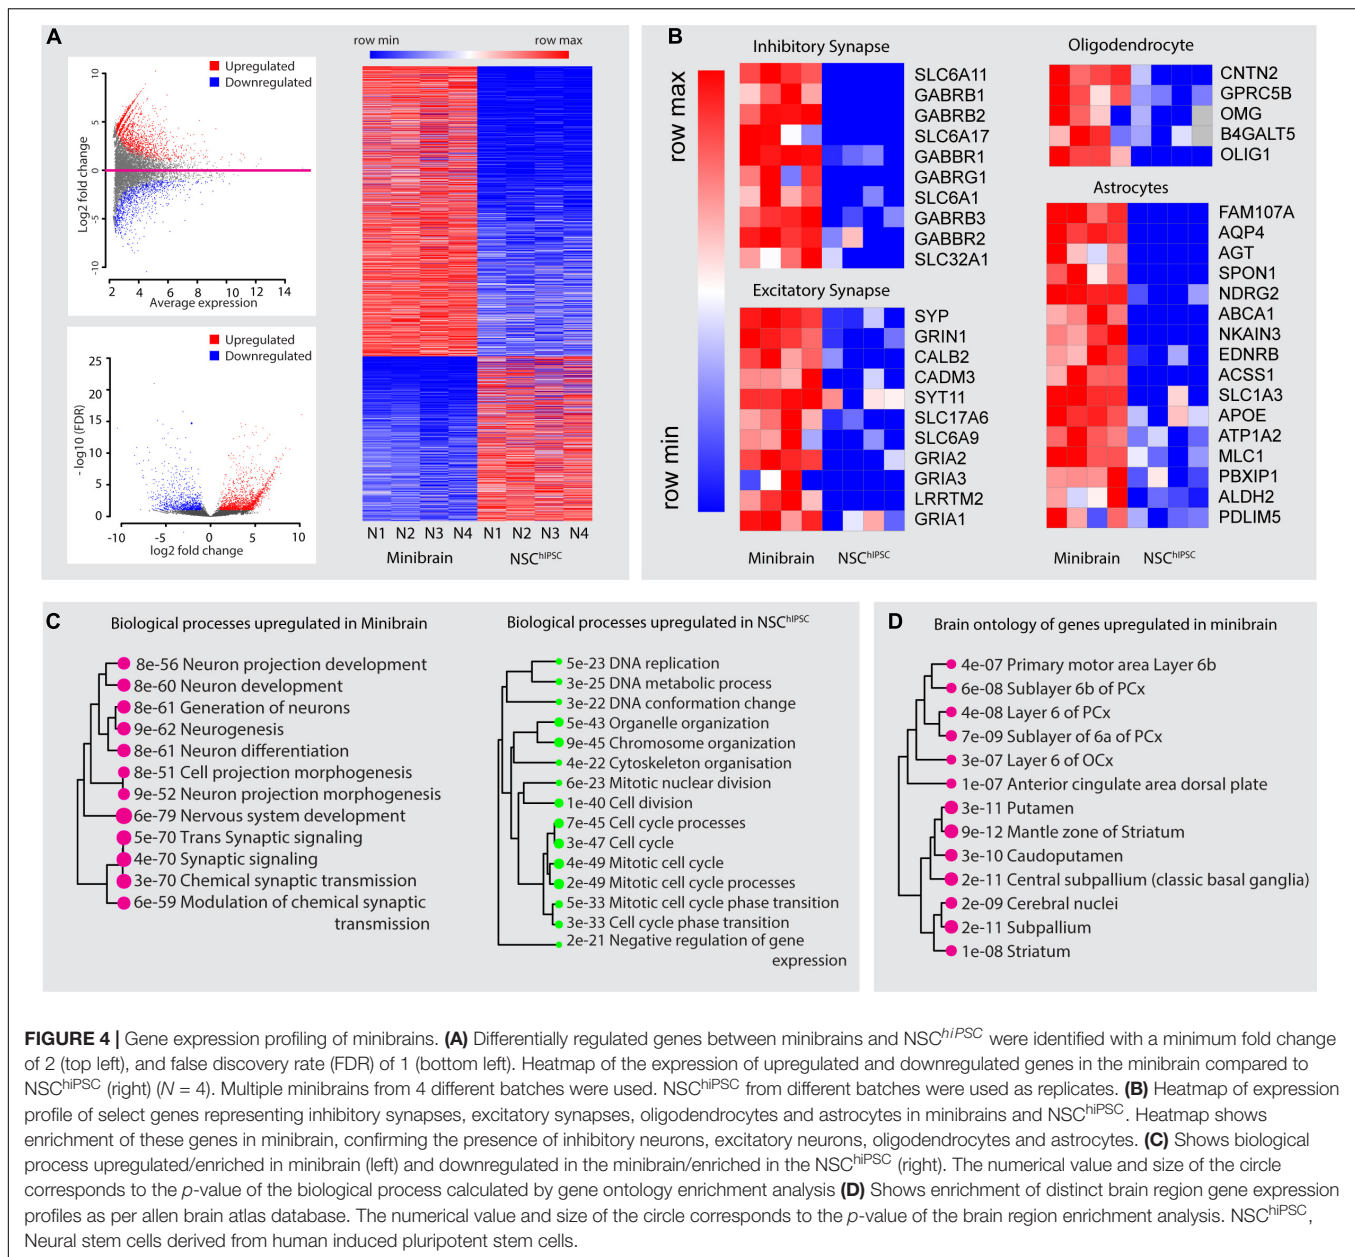 A
row min
row max
Upregulated
Downregulated
10
5
0
-5
-10
Log2 fold change
2 4 6 8 10 12 14
Average expression
Upregulated
Downregulated
25
20
15
10
5
0
- log10 (FDR)
-10 -5 0 5 10
log2 fold change
N1 N2 N3 N4 N1 N2 N3 N4
Minibrain
NSChIPSC
B
row max
row min
Inhibitory Synapse
SLC6A11
GABRB1
GABRB2
SLC6A17
GABBR1
GABRG1
SLC6A1
GABRB3
GABBR2
SLC32A1
Excitatory Synapse
SYP
GRIN1
CALB2
CADM3
SYT11
SLC17A6
SLC6A9
GRIA2
GRIA3
LRRTM2
GRIA1
Minibrain
NSChIPSC
Oligodendrocyte
CNTN2
GPRC5B
OMG
B4GALT5
OLIG1
Astrocytes
FAM107A
AQP4
AGT
SPON1
NDRG2
ABCA1
NKAIN3
EDNRB
ACSS1
SLC1A3
APOE
ATP1A2
MLC1
PBXIP1
ALDH2
PDLIM5
Minibrain
NSChIPSC
C
Biological processes upregulated in Minibrain
8e-56 Neuron projection development
8e-60 Neuron development
8e-61 Generation of neurons
9e-62 Neurogenesis
8e-61 Neuron differentiation
8e-51 Cell projection morphogenesis
9e-52 Neuron projection morphogenesis
6e-79 Nervous system development
5e-70 Trans Synaptic signaling
4e-70 Synaptic signaling
3e-70 Chemical synaptic transmission
6e-59 Modulation of chemical synaptic
transmission
Biological processes upregulated in NSChIPSC
5e-23 DNA replication
3e-25 DNA metabolic process
3e-22 DNA conformation change
5e-43 Organelle organization
9e-45 Chromosome organization
4e-22 Cytoskeleton organisation
6e-23 Mitotic nuclear division
1e-40 Cell division
7e-45 Cell cycle processes
3e-47 Cell cycle
4e-49 Mitotic cell cycle
2e-49 Mitotic cell cycle processes
5e-33 Mitotic cell cycle phase transition
3e-33 Cell cycle phase transition
2e-21 Negative regulation of gene
expression
D
Brain ontology of genes upregulated in minibrain
4e-07 Primary motor area Layer 6b
6e-08 Sublayer 6b of PCx
4e-08 Layer 6 of PCx
7e-09 Sublayer of 6a of PCx
3e-07 Layer 6 of OCx
1e-07 Anterior cingulate area dorsal plate
3e-11 Putamen
9e-12 Mantle zone of Striatum
3e-10 Caudoputamen
2e-11 Central subpallium (classic basal ganglia)
2e-09 Cerebral nuclei
2e-11 Subpallium
1e-08 Striatum
FIGURE 4 | Gene expression profiling of minibrains. (A) Differentially regulated genes between minibrains and NSChiPSC were identified with a minimum fold change
of 2 (top left), and false discovery rate (FDR) of 1 (bottom left). Heatmap of the expression of upregulated and downregulated genes in the minibrain compared to
NSChiPSC (right) (N = 4). Multiple minibrains from 4 different batches were used. NSChiPSC from different batches were used as replicates. (B) Heatmap of expression
profile of select genes representing inhibitory synapses, excitatory synapses, oligodendrocytes and astrocytes in minibrains and NSChiPSC. Heatmap shows
enrichment of these genes in minibrain, confirming the presence of inhibitory neurons, excitatory neurons, oligodendrocytes and astrocytes. (C) Shows biological
process upregulated/enriched in minibrain (left) and downregulated in the minibrain/enriched in the NSChiPSC (right). The numerical value and size of the circle
corresponds to the p-value of the biological process calculated by gene ontology enrichment analysis (D) Shows enrichment of distinct brain region gene expression
profiles as per allen brain atlas database. The numerical value and size of the circle corresponds to the p-value of the brain region enrichment analysis. NSChiPSC,
Neural stem cells derived from human induced pluripotent stem cells.